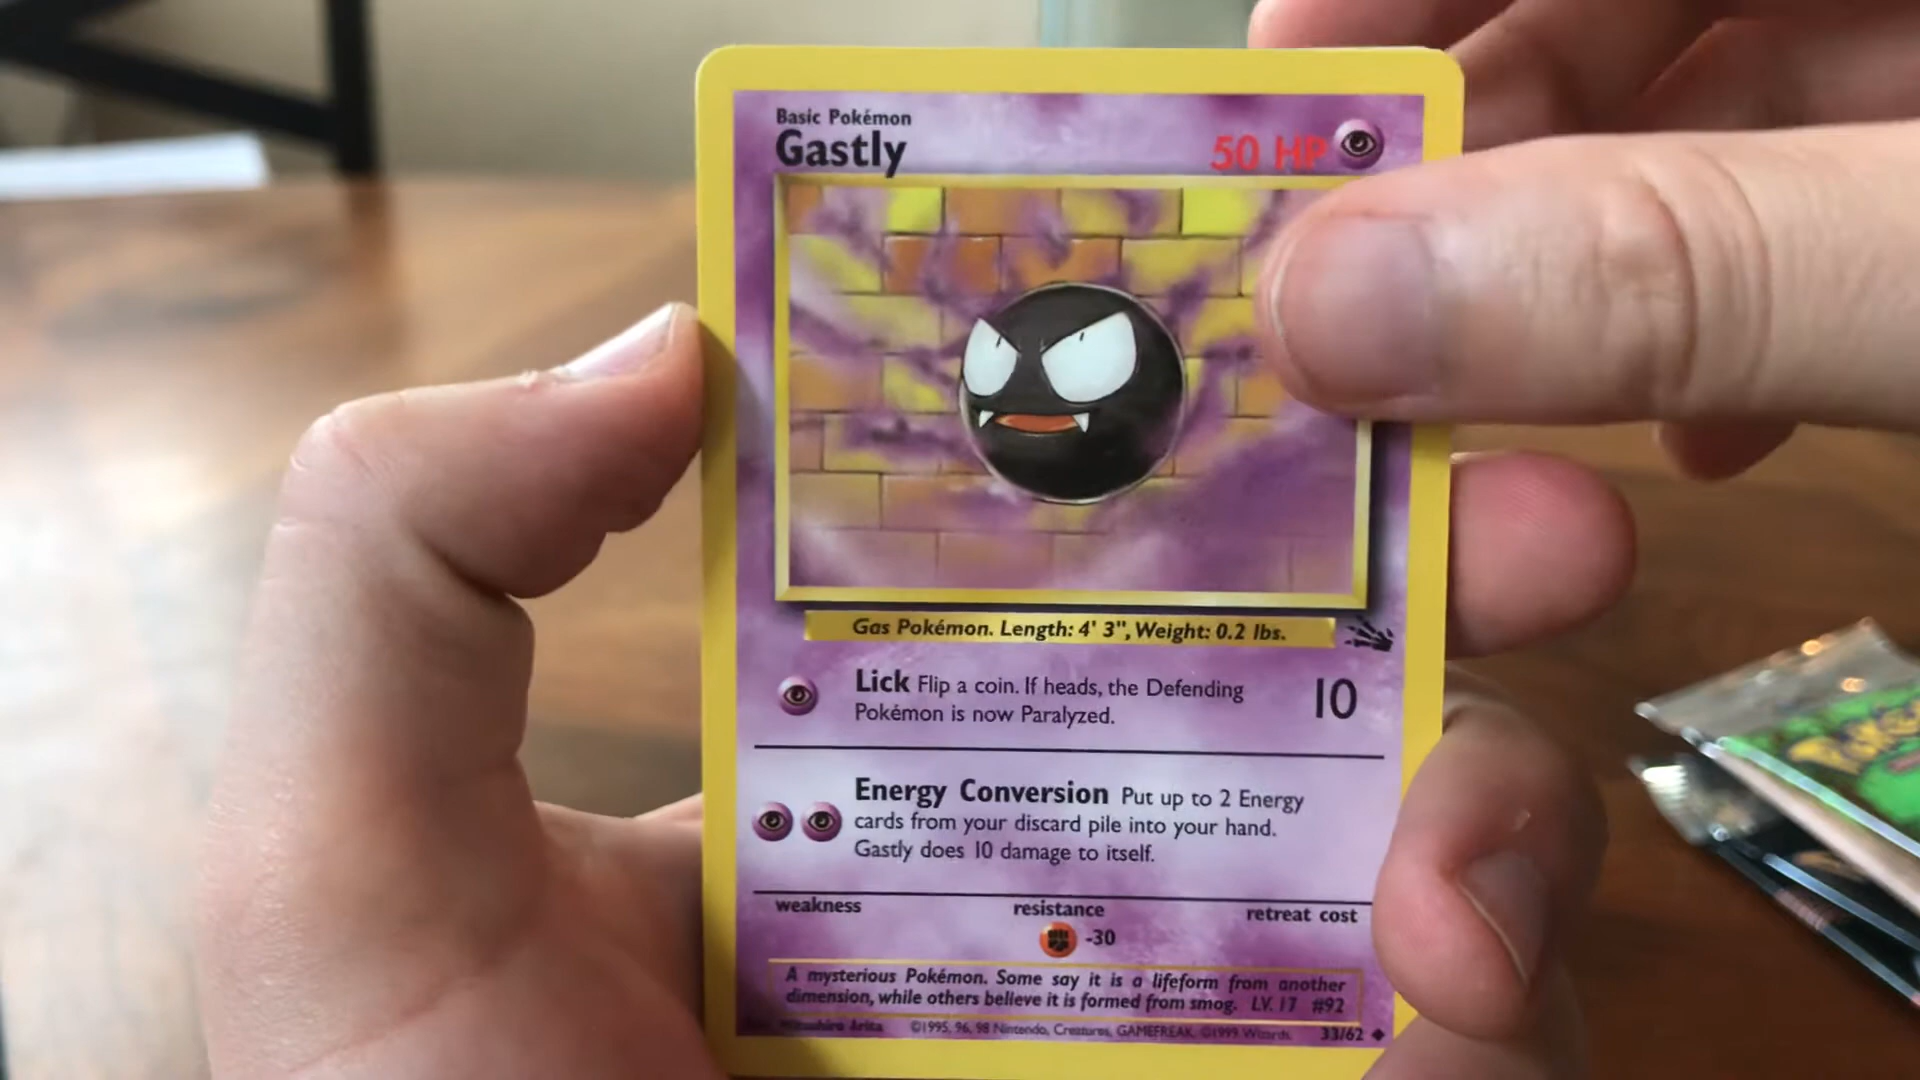 Basic Pokémon
Gastly
50 HP
Gas Pokémon. Length: 4' 3", Weight: 0.2 lbs.
Lick Flip a coin. If heads, the Defending
Pokémon is now Paralyzed.
10
Energy Conversion Put up to 2 Energy
cards from your discard pile into your hand.
Gastly does 10 damage to itself.
weakness resistance retreat cost
-30
A mysterious Pokémon. Some say it is a lifeform from another
dimension, while others believe it is formed from smog. LV. 17 #92
Mitsuhiro Arita ©1995, 96, 98 Nintendo, Creatures, GAMEFREAK. ©1999 Wizards. 33/62